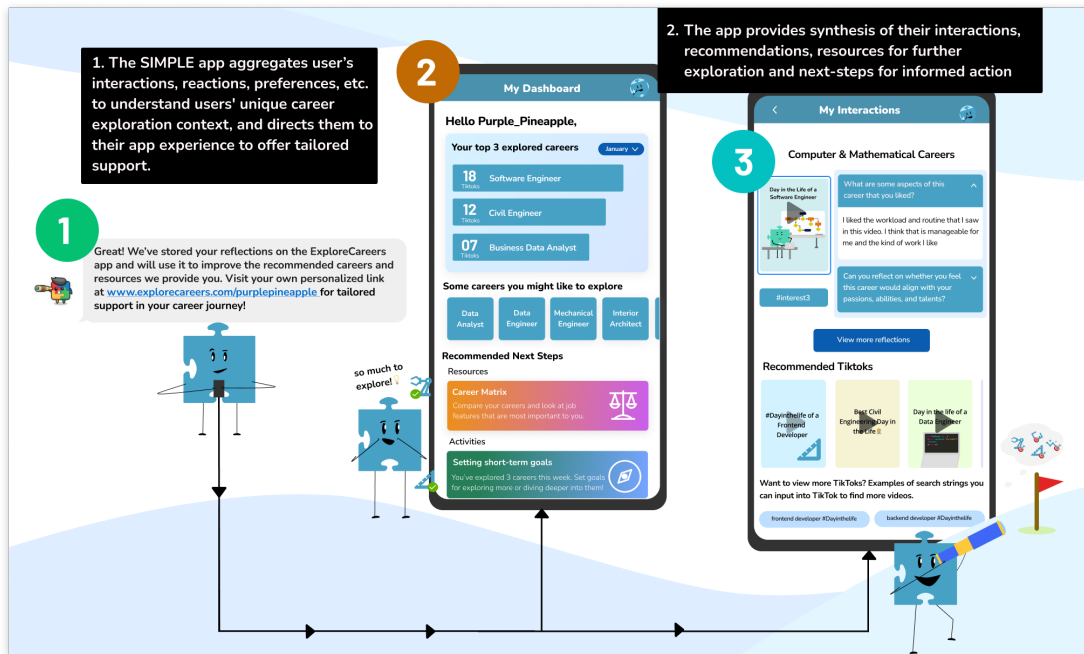 1. The SIMPLE app aggregates user's
interactions, reactions, preferences, etc.
to understand users' unique career
exploration context, and directs them to
their app experience to offer tailored
support.
1
Great! We've stored your reflections on the ExploreCareers
app and will use it to improve the recommended careers and
resources we provide you. Visit your own personalized link
at www.explorecareers.com/purplepineapple for tailored
support in your career journey!
so much to
explore!
2
My Dashboard
Hello Purple_Pineapple,
Your top 3 explored careers
January
18
Tiktoks
Software Engineer
12
Tiktoks
Civil Engineer
07
Tiktoks
Business Data Analyst
Some careers you might like to explore
Data
Analyst
Data
Engineer
Mechanical
Engineer
Interior
Architect
Recommended Next Steps
Resources
Career Matrix
Compare your careers and look at job
features that are most important to you.
Activities
Setting short-term goals
You've explored 3 careers this week. Set goals
for exploring more or diving deeper into them!
2. The app provides synthesis of their interactions,
recommendations, resources for further
exploration and next-steps for informed action
3
My Interactions
Computer & Mathematical Careers
Day in the Life of a
Software Engineer
#interest3
What are some aspects of this
career that you liked?
I liked the workload and routine that I saw
in this video. I think that is manageable for
me and the kind of work I like
Can you reflect on whether you feel
this career would align with your
passions, abilities, and talents?
View more reflections
Recommended Tiktoks
#Dayinthelife of a
Frontend
Developer
Best Civil
Engineering Day in
the Life
Day in the life of a
Data Engineer
Want to view more TikToks? Examples of search strings you
can input into TikTok to find more videos.
frontend developer #Dayinthelife
backend developer #Dayinthelife